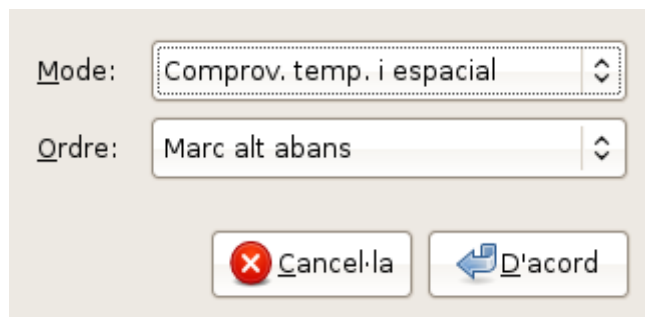 Mode: Comprov. temp. i espacial
Ordre: Marc alt abans
Cancel·la D'acord